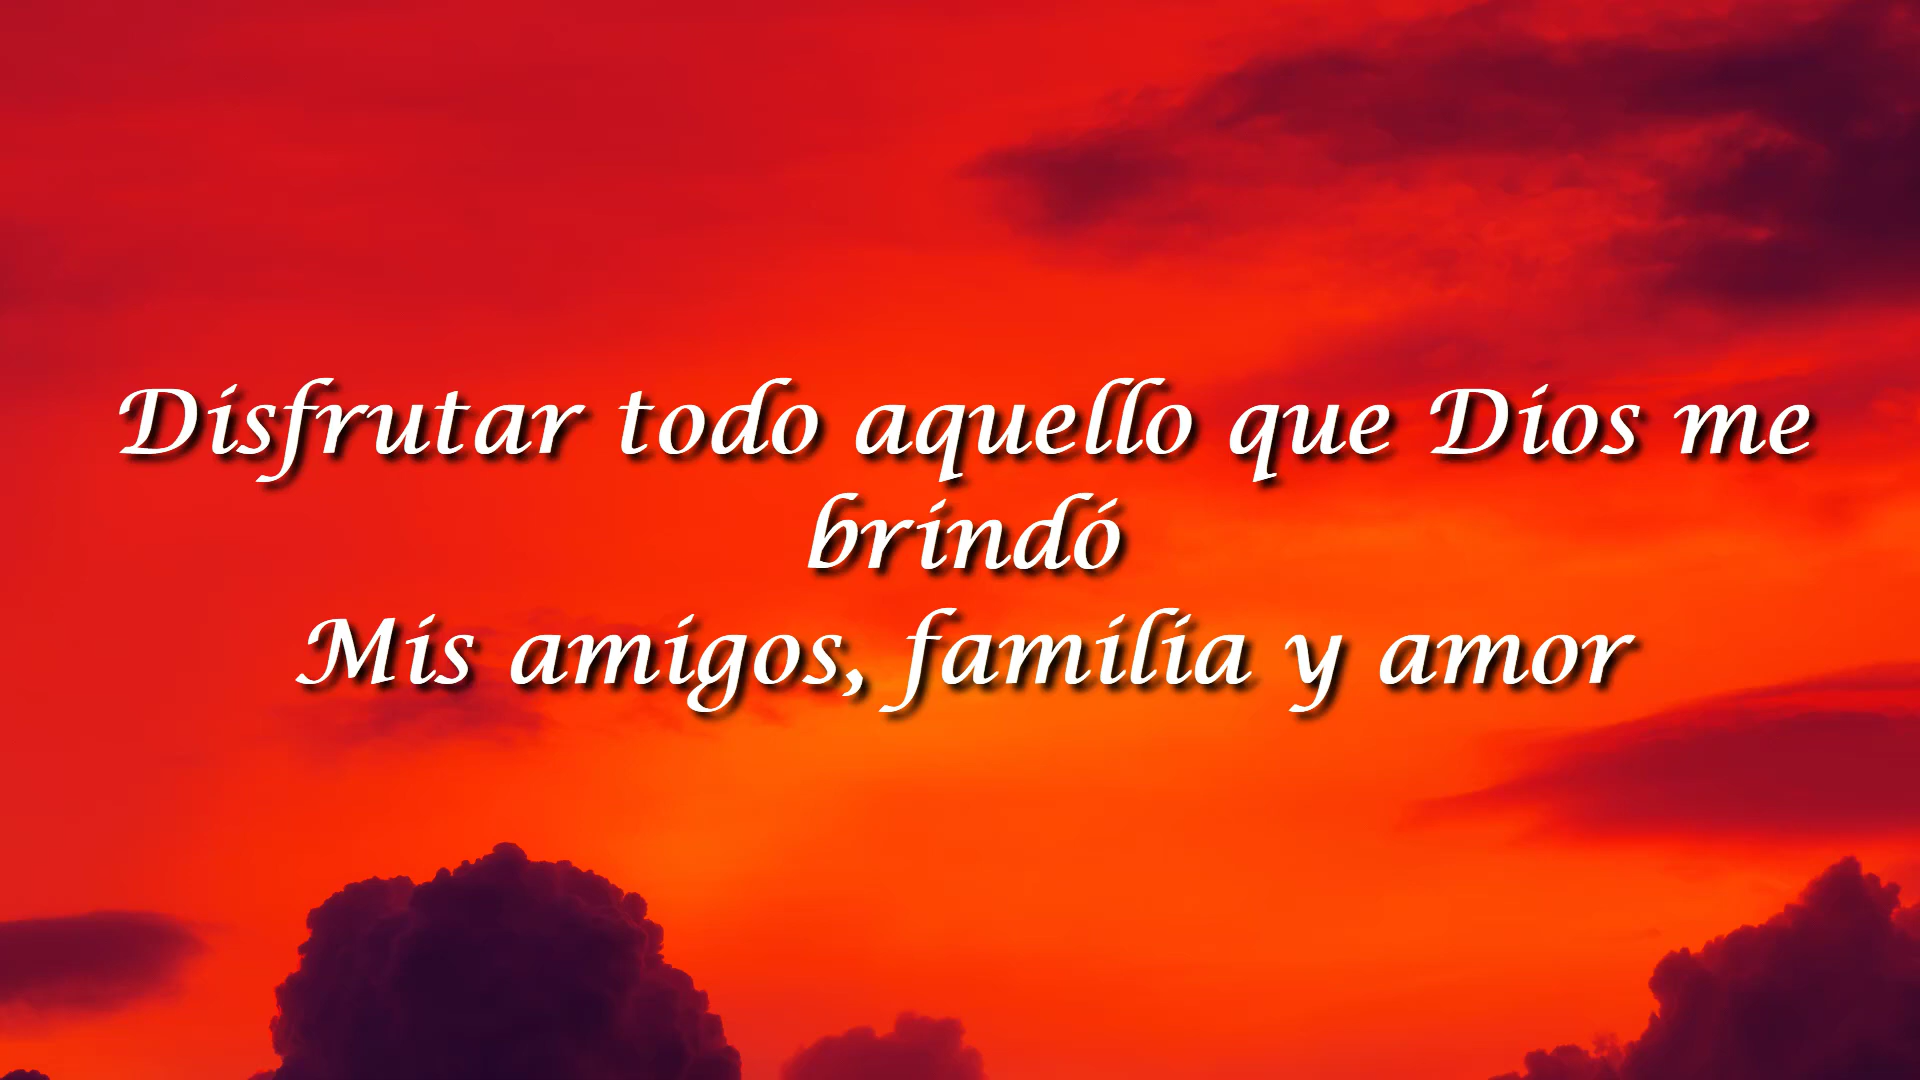 Disfrutar todo aquello que Dios me
brindó
Mis amigos, familia y amor